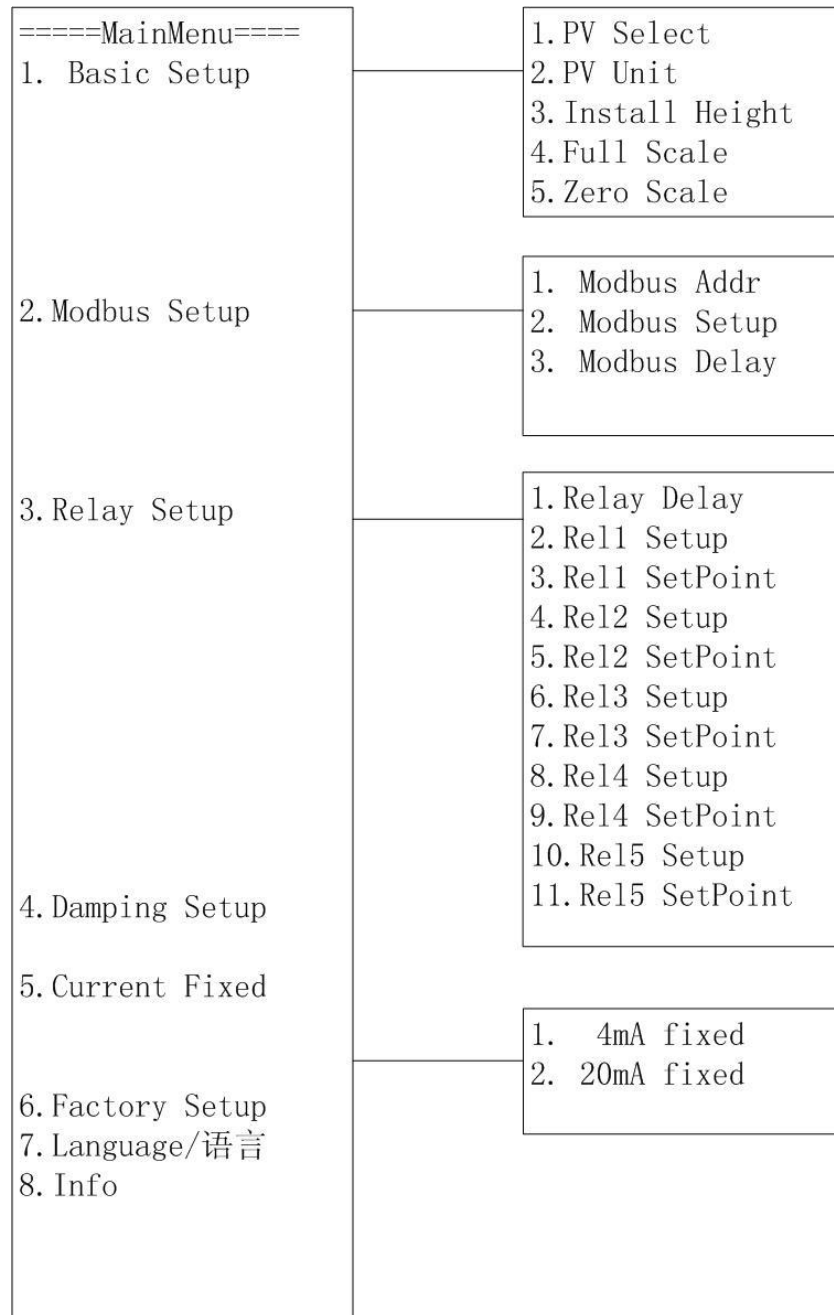 =====MainMenu====
1. Basic Setup
2.Modbus Setup
3.Relay Setup
4.Damping Setup
5.Current Fixed
6.Factory Setup
7.Language/语言
8.Info
1.PV Select
2.PV Unit
3.Install Height
4.Full Scale
5.Zero Scale
1. Modbus Addr
2. Modbus Setup
3. Modbus Delay
1.Relay Delay
2.Rel1 Setup
3.Rel1 SetPoint
4.Rel2 Setup
5.Rel2 SetPoint
6.Rel3 Setup
7.Rel3 SetPoint
8.Rel4 Setup
9.Rel4 SetPoint
10.Rel5 Setup
11.Rel5 SetPoint
1. 4mA fixed
2. 20mA fixed